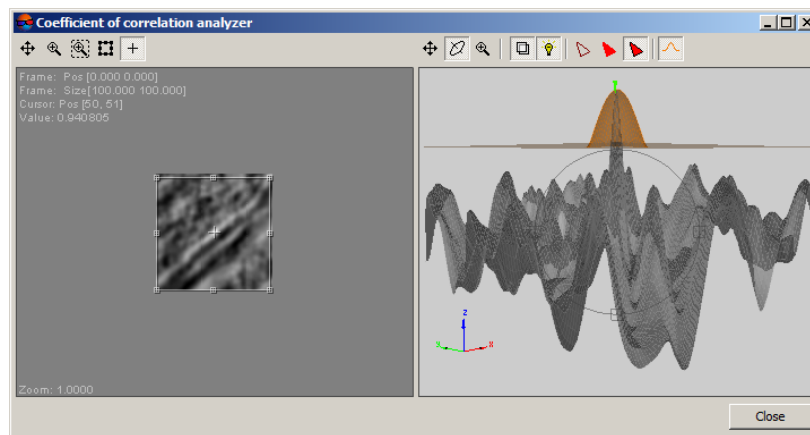 Coefficient of correlation analyzer
Frame: Pos [0.000 0.000]
Frame: Size[100.000 100.000]
Cursor: Pos [50, 51]
Value: 0.940805
Zoom: 1.0000
z
x
Close